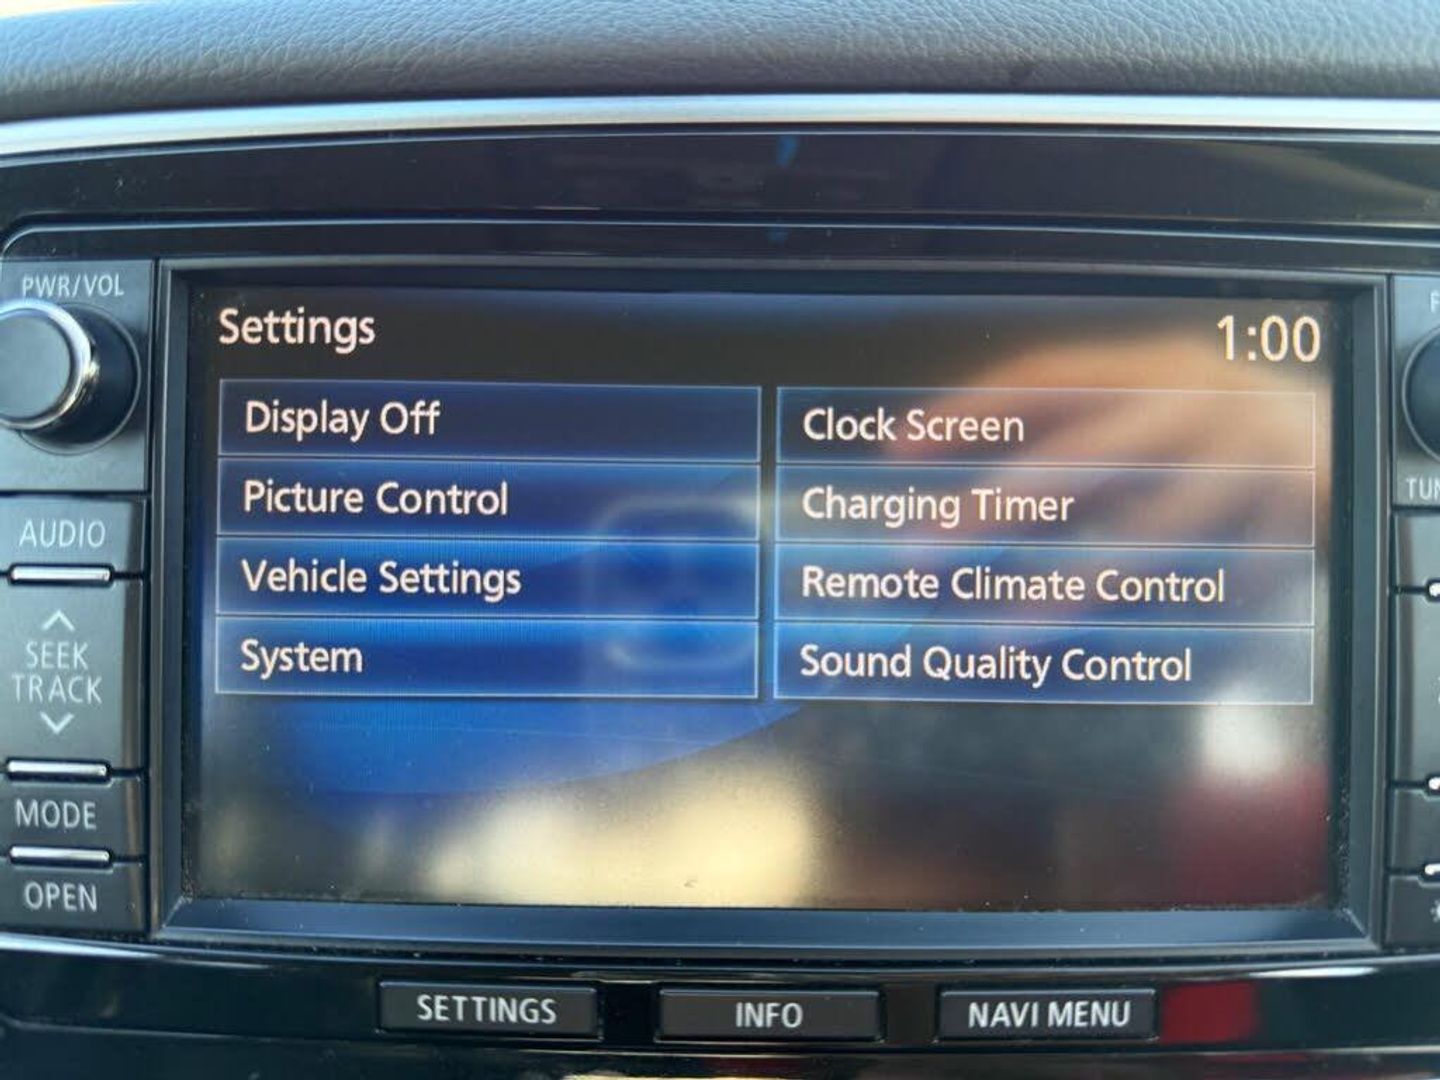 PWR/VOL
Settings
1:00
Display Off
Clock Screen
Picture Control
Charging Timer
Vehicle Settings
Remote Climate Control
System
Sound Quality Control
AUDIO
SEEK
TRACK
MODE
OPEN
SETTINGS
INFO
NAVI MENU